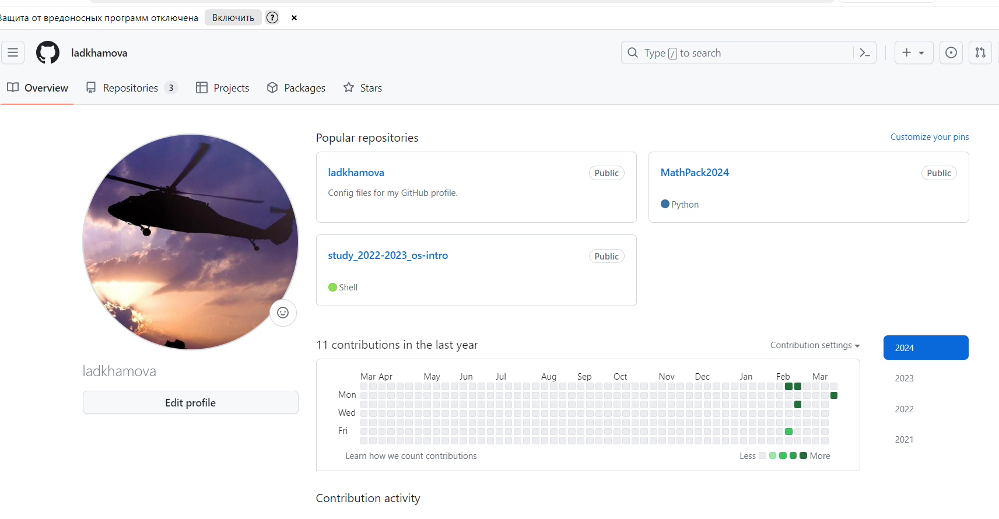 Защита от вредоносных программ отключена Включить ? ×
ladkhamova
Type / to search
Overview Repositories 3 Projects Packages Stars
Popular repositories
Customize your pins
ladkhamova Public
Config files for my GitHub profile.
MathPack2024 Public
Python
study_2022-2023_os-intro Public
Shell
ladkhamova
Edit profile
11 contributions in the last year
Contribution settings
2024
2023
2022
2021
Mar Apr May Jun Jul Aug Sep Oct Nov Dec Jan Feb Mar
Mon
Wed
Fri
Learn how we count contributions
Less More
Contribution activity